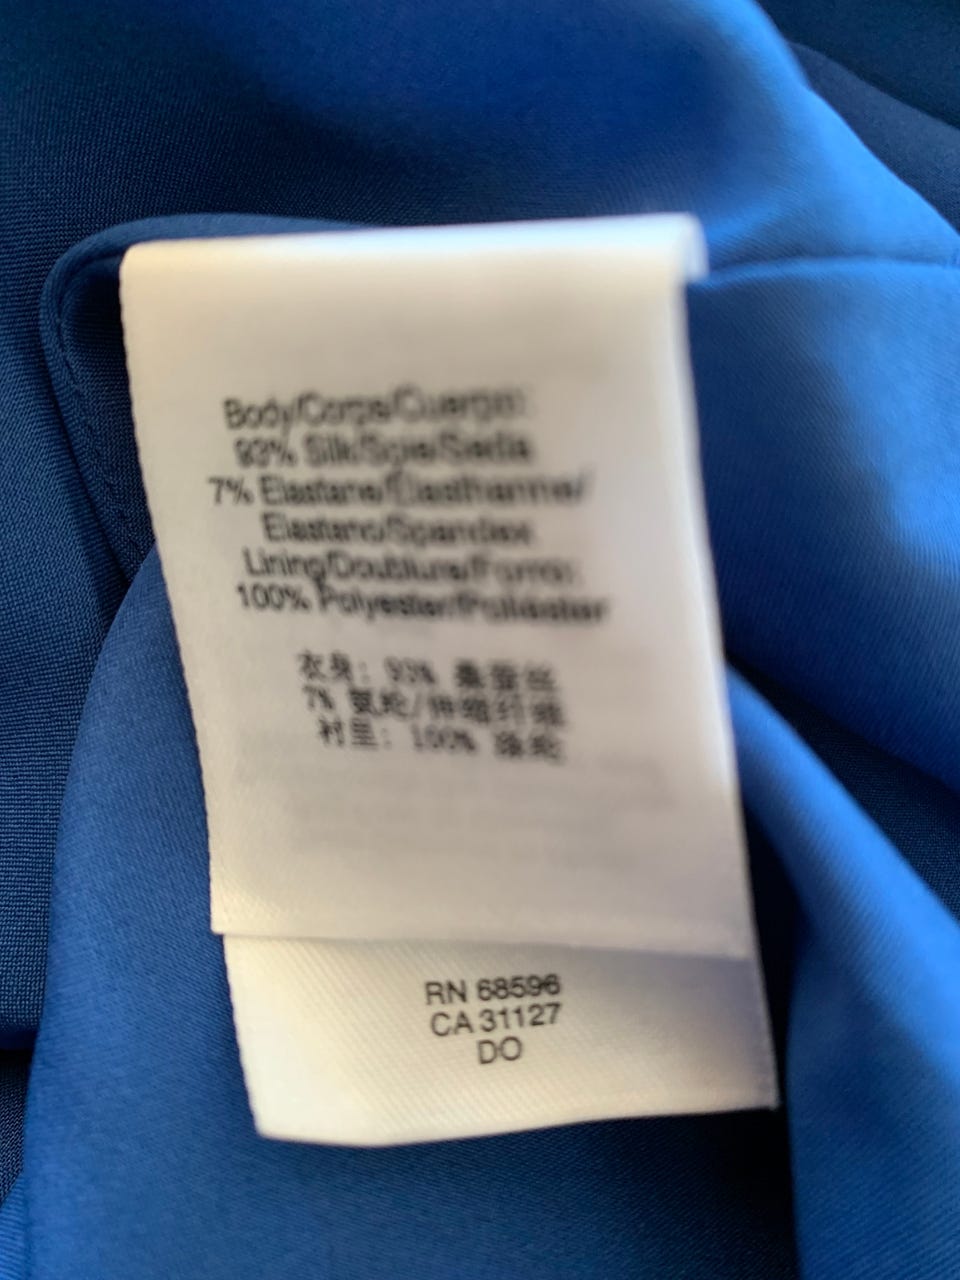 Body/Corps/Cuerpo:
93% Silk/Soie/Seda
7% Elastane/Élasthanne/
Elastano/Spandex
Lining/Doublure/Forro:
100% Polyester/Poliéster
衣身: 93% 桑蚕丝
7% 氨纶/伸缩纤维
衬里: 100% 涤纶
RN 68596
CA 31127
DO